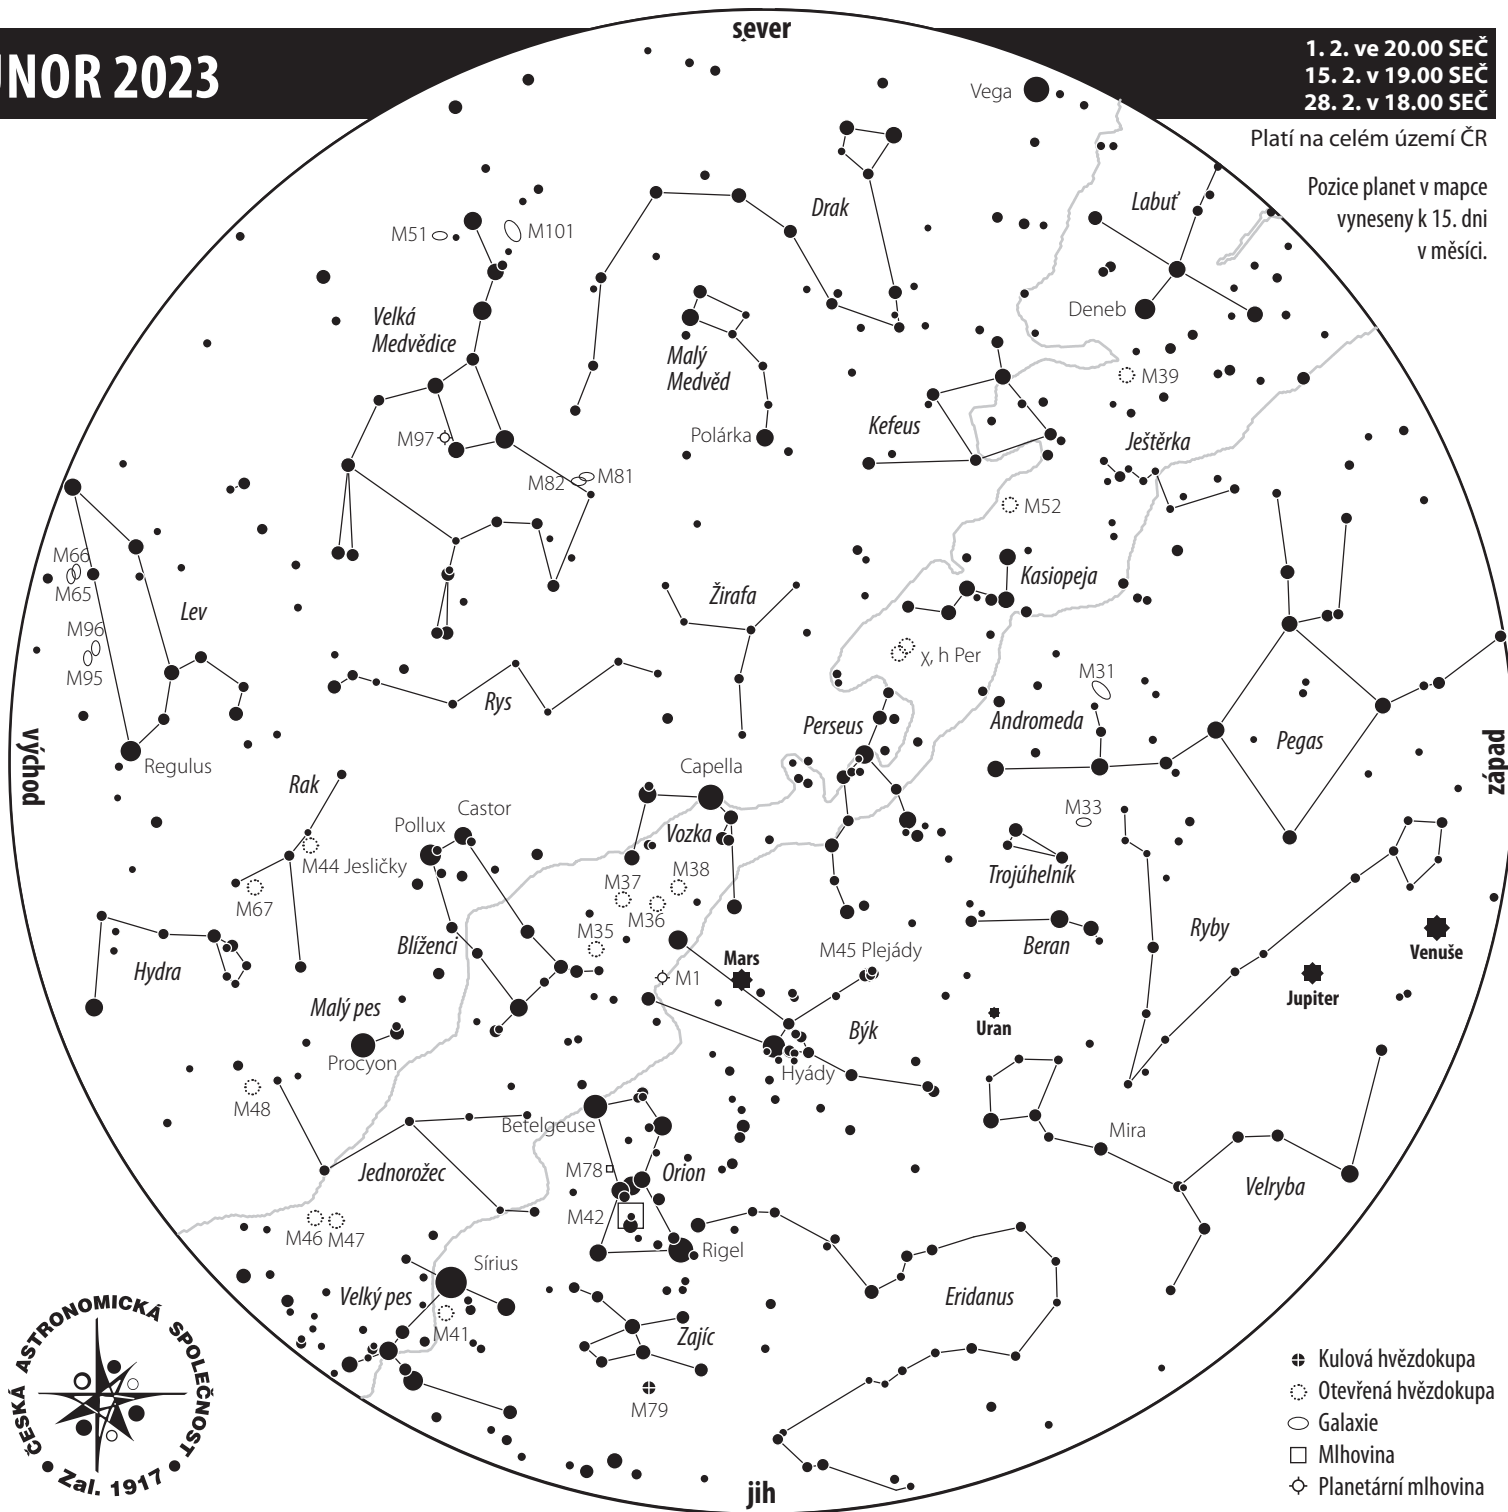 ÚNOR 2023
1. 2. ve 20.00 SEČ
15. 2. v 19.00 SEČ
28. 2. v 18.00 SEČ
Platí na celém území ČR
Pozice planet v mapce
vyneseny k 15. dni
v měsíci.
sever
Vega
Drak
Labuť
M51
M101
Deneb
Velká
Medvědice
Malý
Medvěd
M39
Polárka
Kefeus
Ještěrka
M97
M82
M81
M52
M66
M65
Lev
Žirafa
Kasiopeja
M96
M95
χ, h Per
M31
Rys
Perseus
Andromeda
Pegas
východ
západ
Regulus
Rak
Capella
Castor
Pollux
Vozka
M33
M44 Jesličky
Trojúhelník
M67
M37
M38
M36
M35
Blíženci
Hydra
Beran
Ryby
M45 Plejády
Venuše
Mars
M1
Jupiter
Malý pes
Býk
Uran
Procyon
Hyády
M48
Betelgeuse
Mira
Jednorožec
M78
Orion
Velryba
M42
M46
M47
Rigel
Sírius
Velký pes
Eridanus
M41
Zajíc
M79
jih
ČESKÁ ASTRONOMICKÁ SPOLEČNOST
Zal. 1917
Kulová hvězdokupa
Otevřená hvězdokupa
Galaxie
Mlhovina
Planetární mlhovina